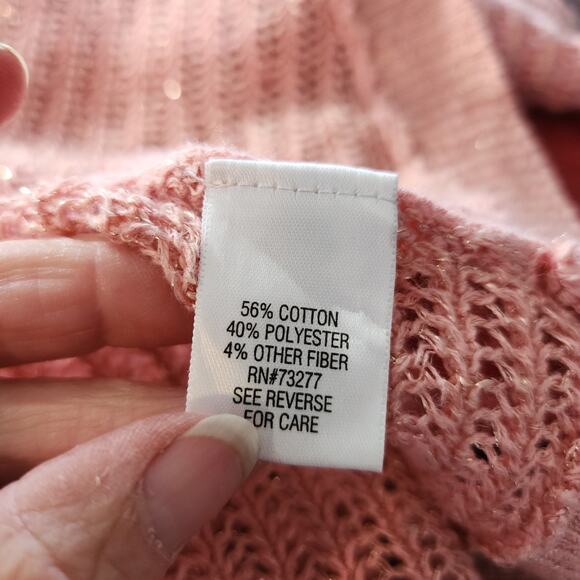 56% COTTON
40% POLYESTER
4% OTHER FIBER
RN#73277
SEE REVERSE
FOR CARE